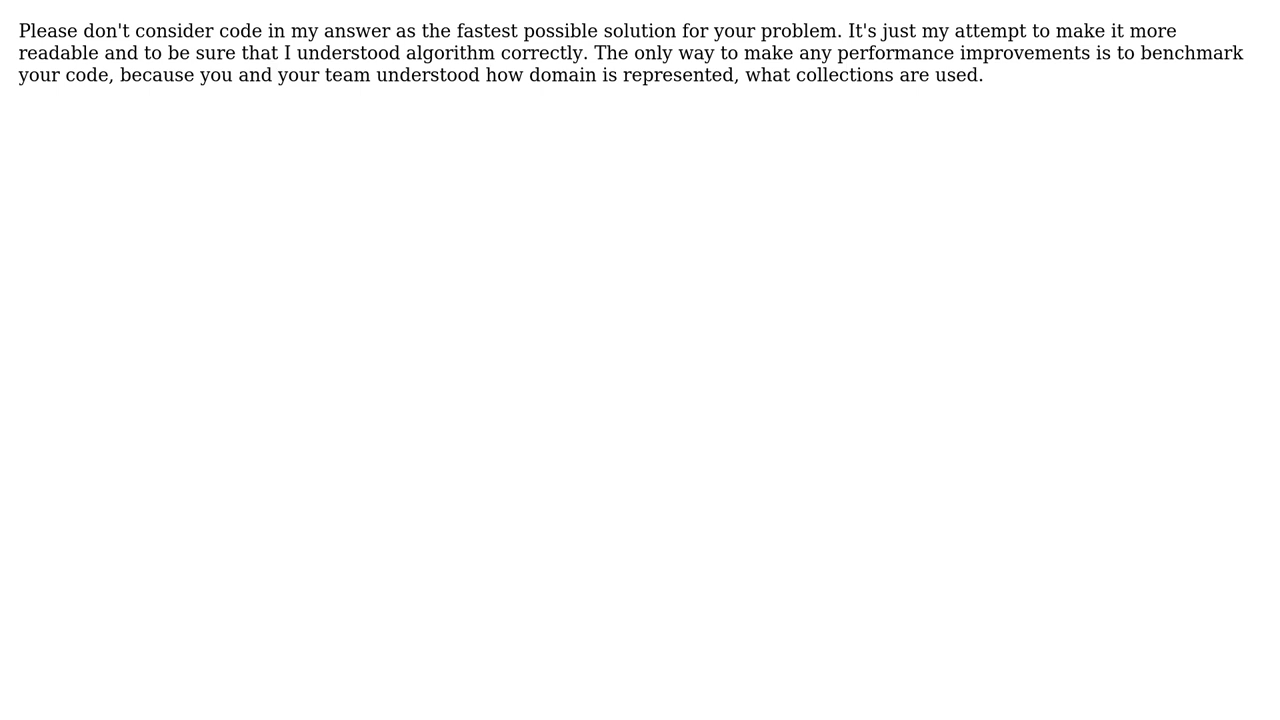 Please don't consider code in my answer as the fastest possible solution for your problem. It's just my attempt to make it more
readable and to be sure that I understood algorithm correctly. The only way to make any performance improvements is to benchmark
your code, because you and your team understood how domain is represented, what collections are used.